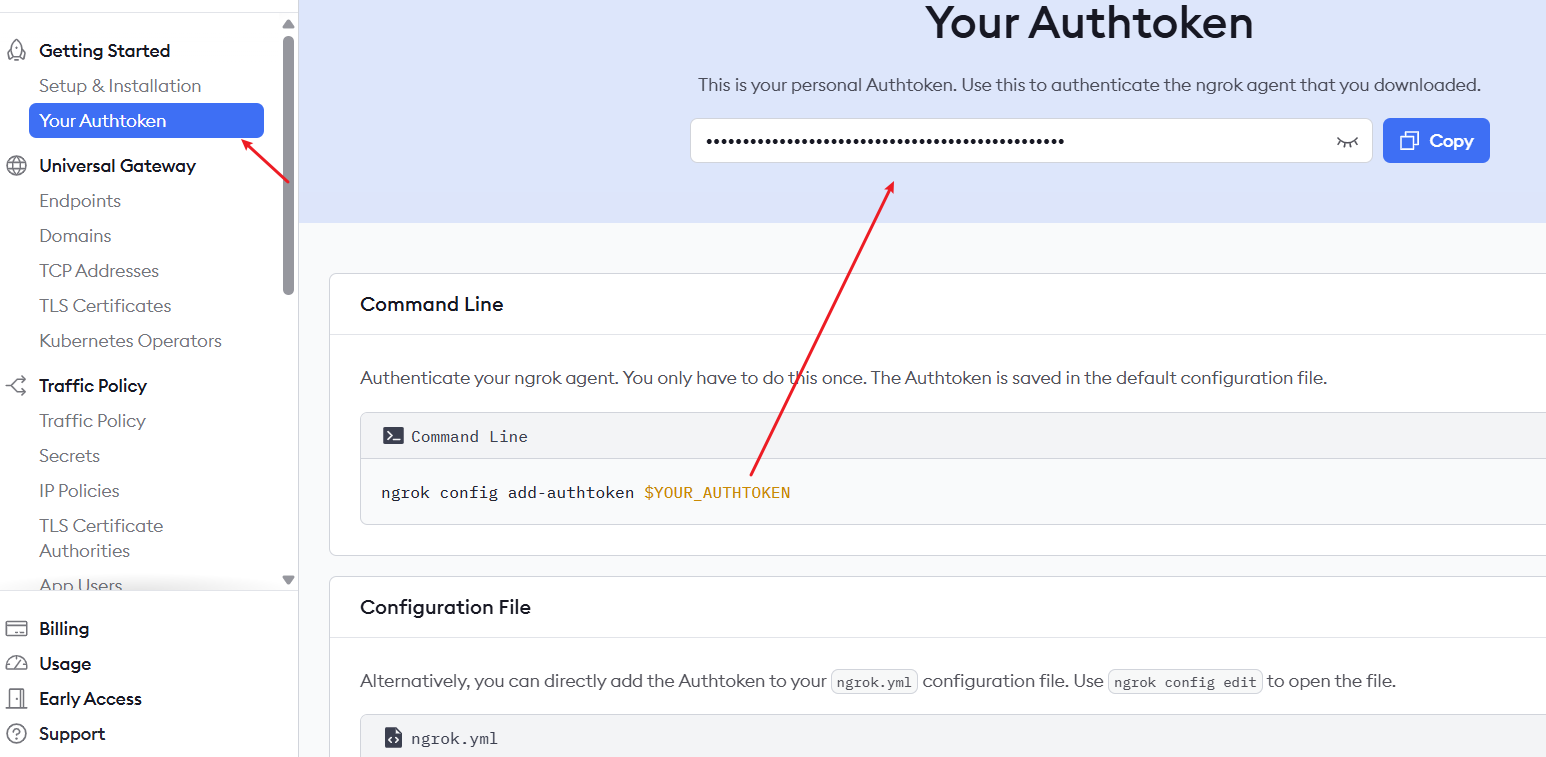 Getting Started
Setup & Installation
Your Authtoken
Universal Gateway
Endpoints
Domains
TCP Addresses
TLS Certificates
Kubernetes Operators
Traffic Policy
Traffic Policy
Secrets
IP Policies
TLS Certificate
Authorities
App Users
Billing
Usage
Early Access
Support
Your Authtoken
This is your personal Authtoken. Use this to authenticate the ngrok agent that you downloaded.
••••••••••••••••••••••••••••••••••••••••••••••••• Copy
Command Line
Authenticate your ngrok agent. You only have to do this once. The Authtoken is saved in the default configuration file.
Command Line
ngrok config add-authtoken $YOUR_AUTHTOKEN
Configuration File
Alternatively, you can directly add the Authtoken to your ngrok.yml configuration file. Use ngrok config edit to open the file.
ngrok.yml